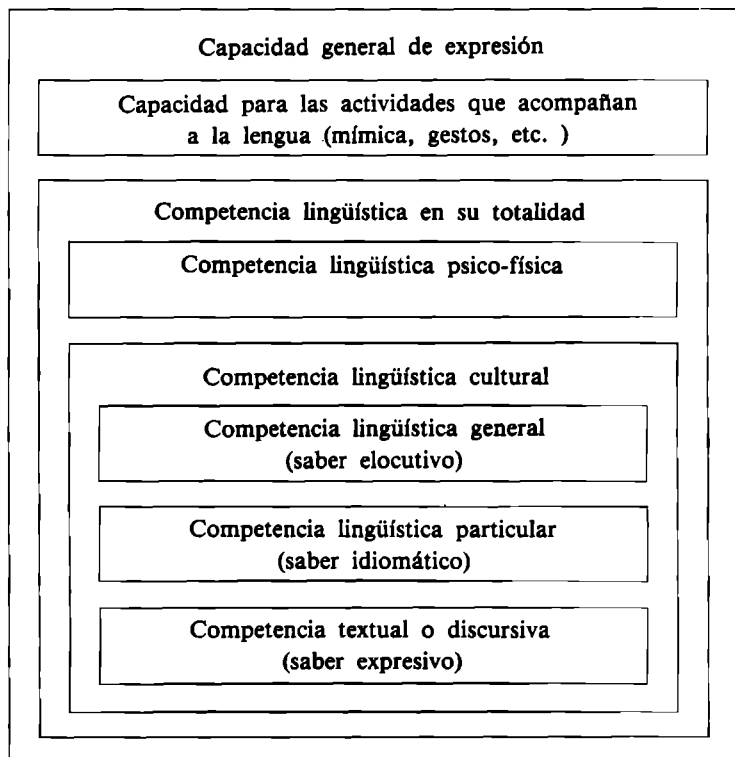 Capacidad general de expresión
Capacidad para las actividades que acompañan
a la lengua (mímica, gestos, etc. )
Competencia lingüística en su totalidad
Competencia lingüística psico-física
Competencia lingüística cultural
Competencia lingüística general
(saber elocutivo)
Competencia lingüística particular
(saber idiomático)
Competencia textual o discursiva
(saber expresivo)